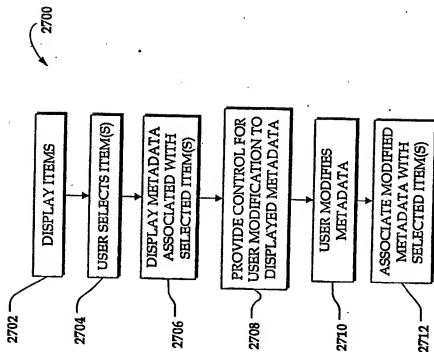 2700
2702
DISPLAY ITEMS
2704
USER SELECTS ITEM(S)
2706
DISPLAY METADATA
ASSOCIATED WITH
SELECTED ITEM(S)
2708
PROVIDE CONTROL FOR
USER MODIFICATION TO
DISPLAYED METADATA
2710
USER MODIFIES
METADATA
2712
ASSOCIATE MODIFIED
METADATA WITH
SELECTED ITEM(S)